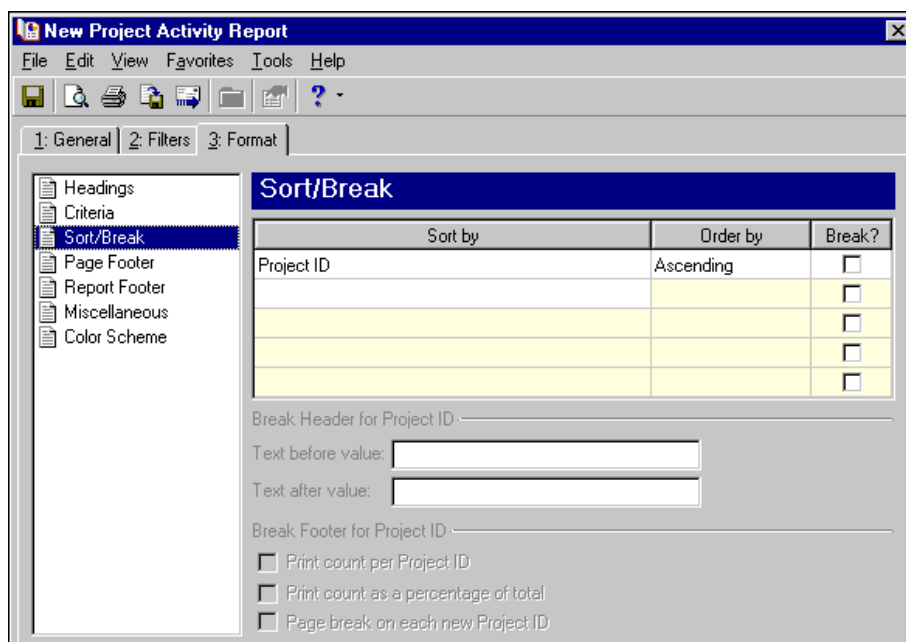 New Project Activity Report
File Edit View Favorites Tools Help
1: General 2: Filters 3: Format
Headings
Criteria
Sort/Break
Page Footer
Report Footer
Miscellaneous
Color Scheme
Sort/Break
Sort by Order by Break?
Project ID Ascending
Break Header for Project ID
Text before value:
Text after value:
Break Footer for Project ID
Print count per Project ID
Print count as a percentage of total
Page break on each new Project ID